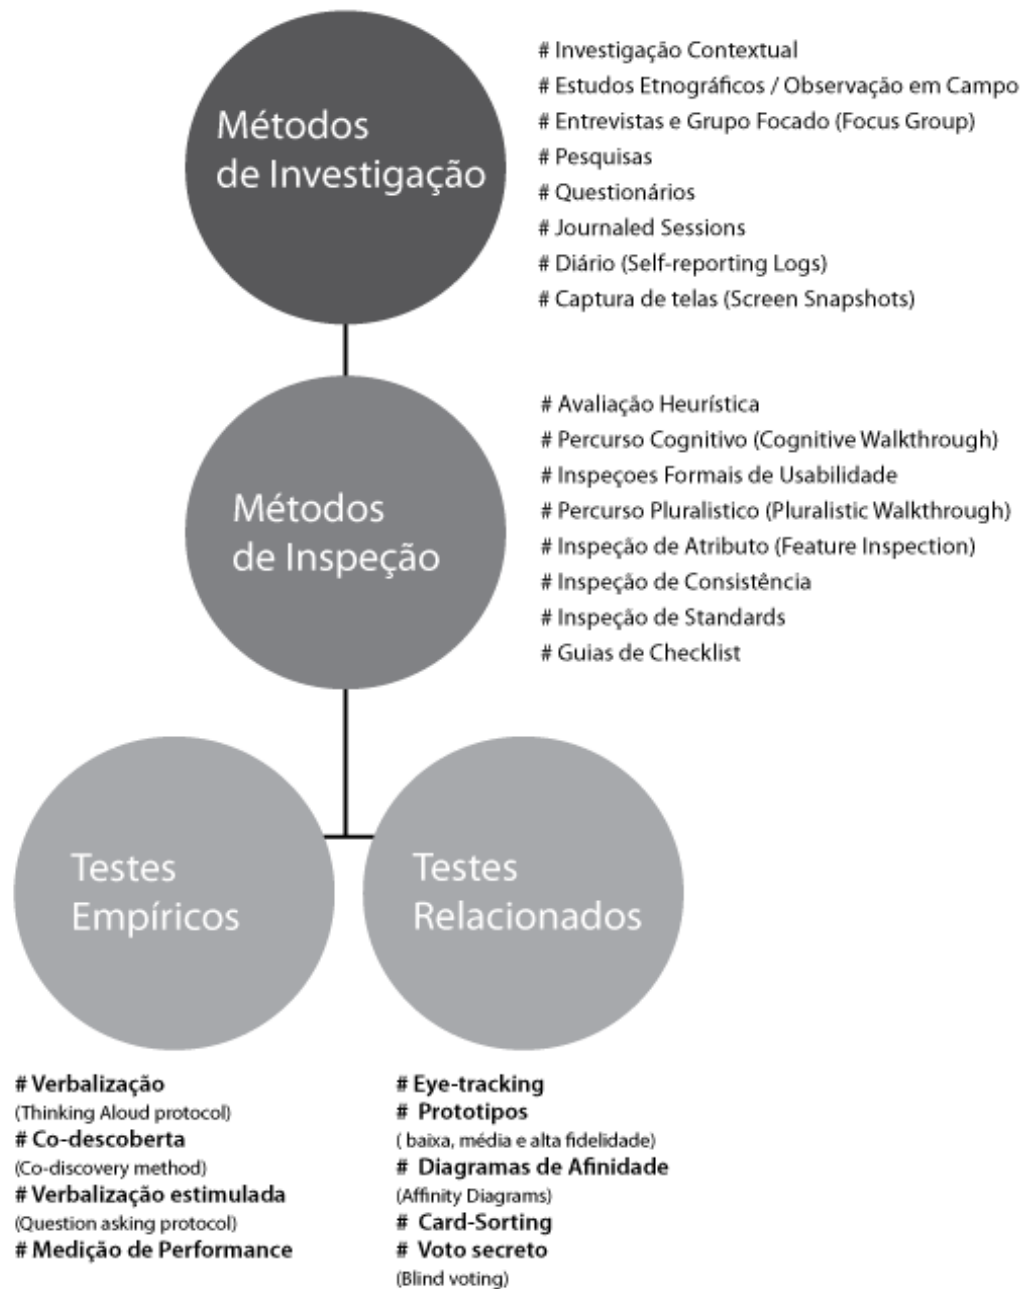 Métodos
de Investigação
# Investigação Contextual
# Estudos Etnográficos / Observação em Campo
# Entrevistas e Grupo Focado (Focus Group)
# Pesquisas
# Questionários
# Journaled Sessions
# Diário (Self-reporting Logs)
# Captura de telas (Screen Snapshots)
Métodos
de Inspeção
# Avaliação Heurística
# Percurso Cognitivo (Cognitive Walkthrough)
# Inspeçoes Formais de Usabilidade
# Percurso Pluralistico (Pluralistic Walkthrough)
# Inspeção de Atributo (Feature Inspection)
# Inspeção de Consistência
# Inspeção de Standards
# Guias de Checklist
Testes
Empíricos
# Verbalização
(Thinking Aloud protocol)
# Co-descoberta
(Co-discovery method)
# Verbalização estimulada
(Question asking protocol)
# Medição de Performance
Testes
Relacionados
# Eye-tracking
# Prototipos
( baixa, média e alta fidelidade)
# Diagramas de Afinidade
(Affinity Diagrams)
# Card-Sorting
# Voto secreto
(Blind voting)